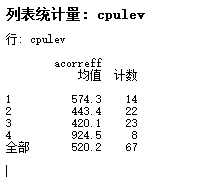 列表统计量: cpulev
行: cpulev
acorreff
均值 计数
1 574.3 14
2 443.4 22
3 420.1 23
4 924.5 8
全部 520.2 67